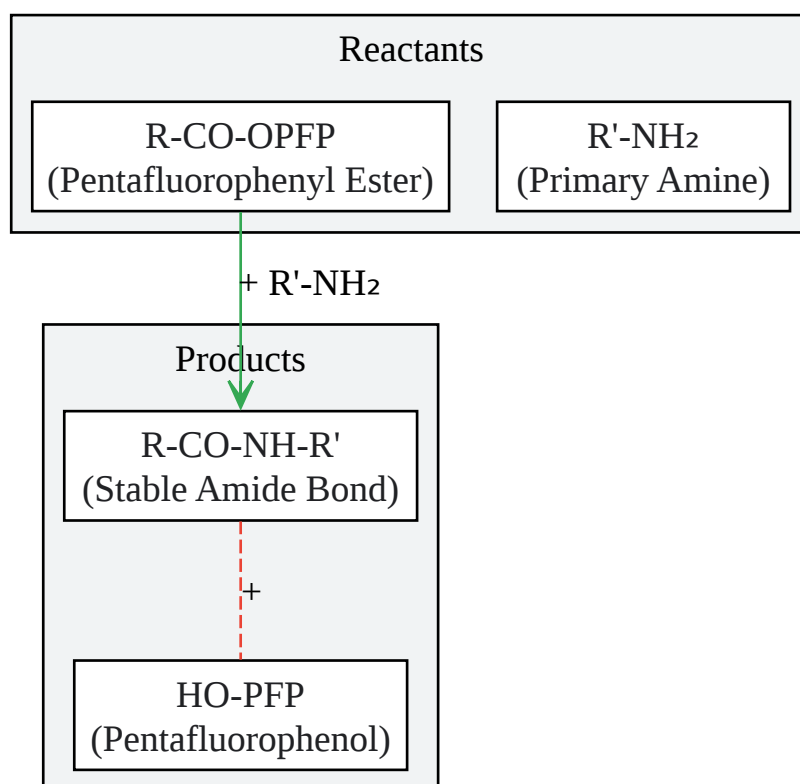 Reactants
R-CO-OPFP
(Pentafluorophenyl Ester)
R'-NH₂
(Primary Amine)
+ R'-NH₂
Products
R-CO-NH-R'
(Stable Amide Bond)
+
HO-PFP
(Pentafluorophenol)